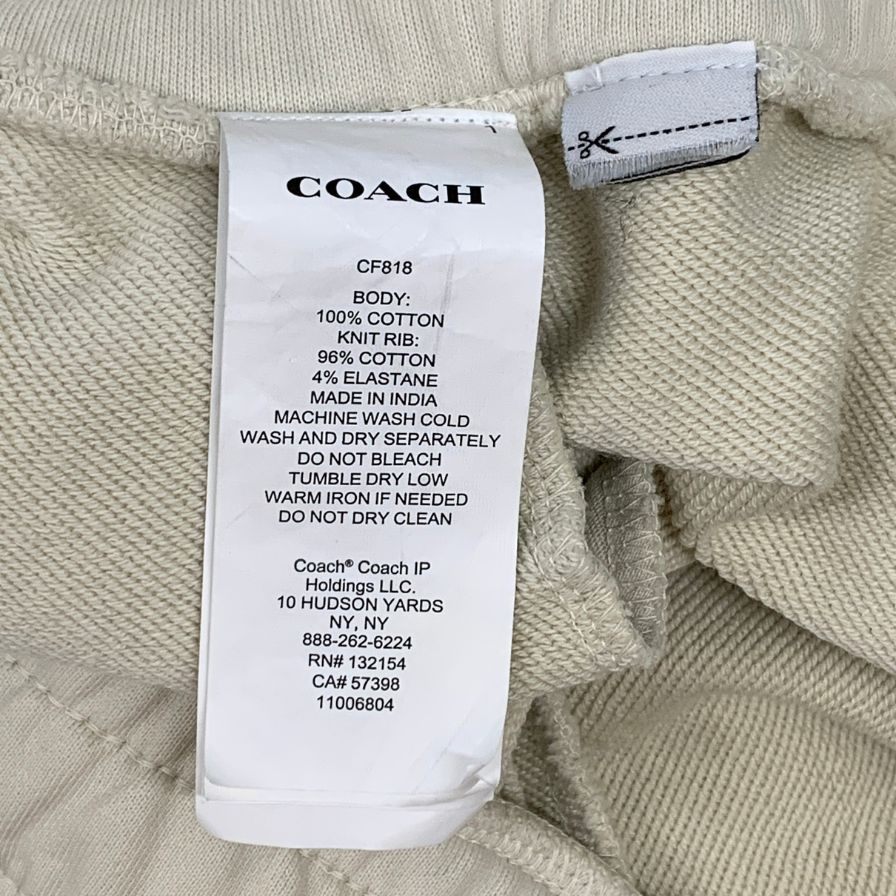 COACH
CF818
BODY:
100% COTTON
KNIT RIB:
96% COTTON
4% ELASTANE
MADE IN INDIA
MACHINE WASH COLD
WASH AND DRY SEPARATELY
DO NOT BLEACH
TUMBLE DRY LOW
WARM IRON IF NEEDED
DO NOT DRY CLEAN
Coach® Coach IP
Holdings LLC.
10 HUDSON YARDS
NY, NY
888-262-6224
RN# 132154
CA# 57398
11006804